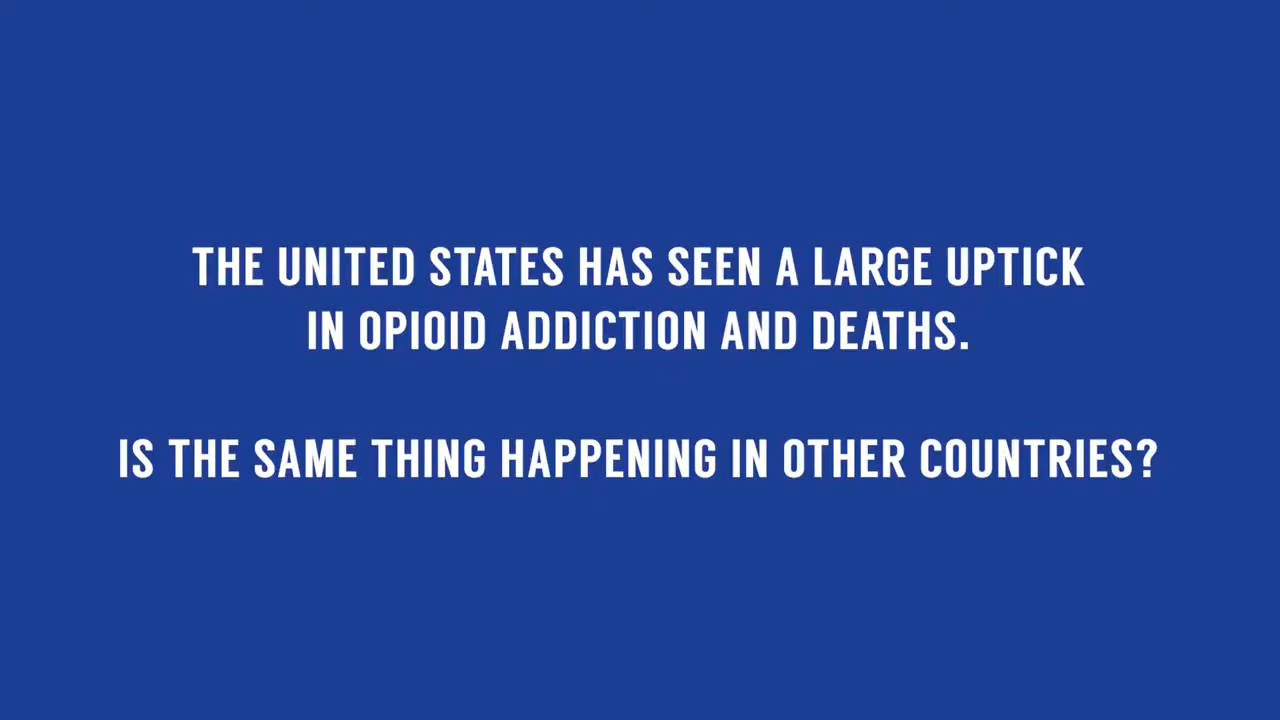 THE UNITED STATES HAS SEEN A LARGE UPTICK
IN OPIOID ADDICTION AND DEATHS.
IS THE SAME THING HAPPENING IN OTHER COUNTRIES?